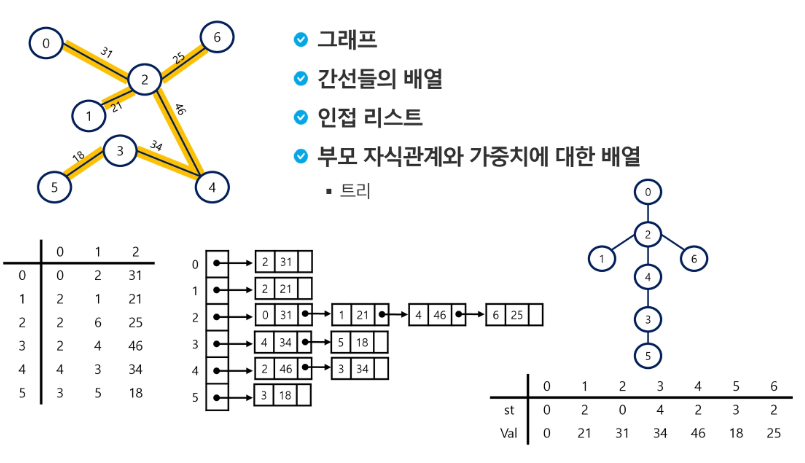 0
6
31
25
2
21
1
46
18
3
34
5
4
그래프
간선들의 배열
인접 리스트
부모 자식관계와 가중치에 대한 배열
트리
0 1 2
0 0 2 31
1 2 1 21
2 2 6 25
3 2 4 46
4 4 3 34
5 3 5 18
0 2 31
1 2 21
2 0 31 1 21 4 46 6 25
3 4 34 5 18
4 2 46 3 34
5 3 18
0
2
1 6
4
3
5
0 1 2 3 4 5 6
st 0 2 0 4 2 3 2
Val 0 21 31 34 46 18 25